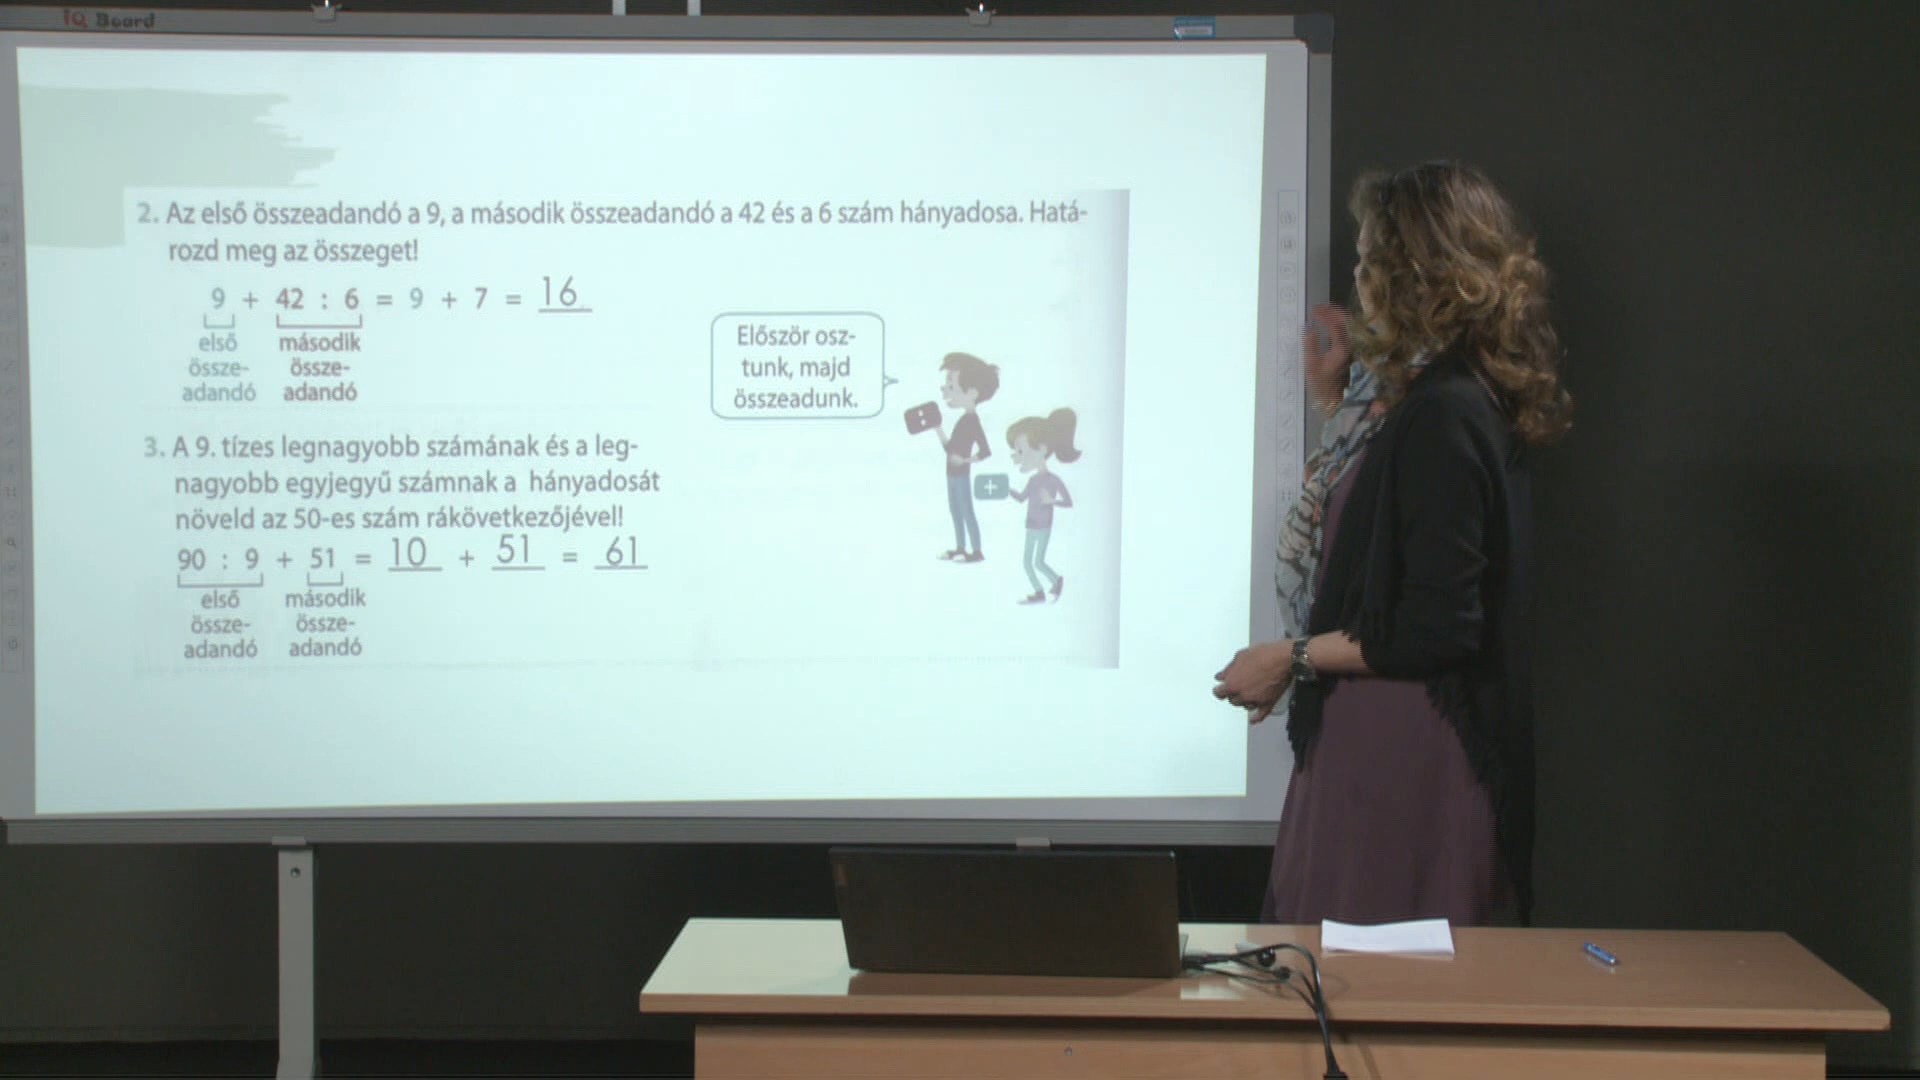 iQ Board
2. Az első összeadandó a 9, a második összeadandó a 42 és a 6 szám hányadosa. Hatá-
rozd meg az összeget!
9 + 42 : 6 = 9 + 7 = 16
első második
össze- össze-
adandó adandó
Először osz-
tunk, majd
összeadunk.
3. A 9. tízes legnagyobb számának és a leg-
nagyobb egyjegyű számnak a hányadosát
növeld az 50-es szám rákövetkezőjével!
90 : 9 + 51 = 10 + 51 = 61
első második
össze- össze-
adandó adandó